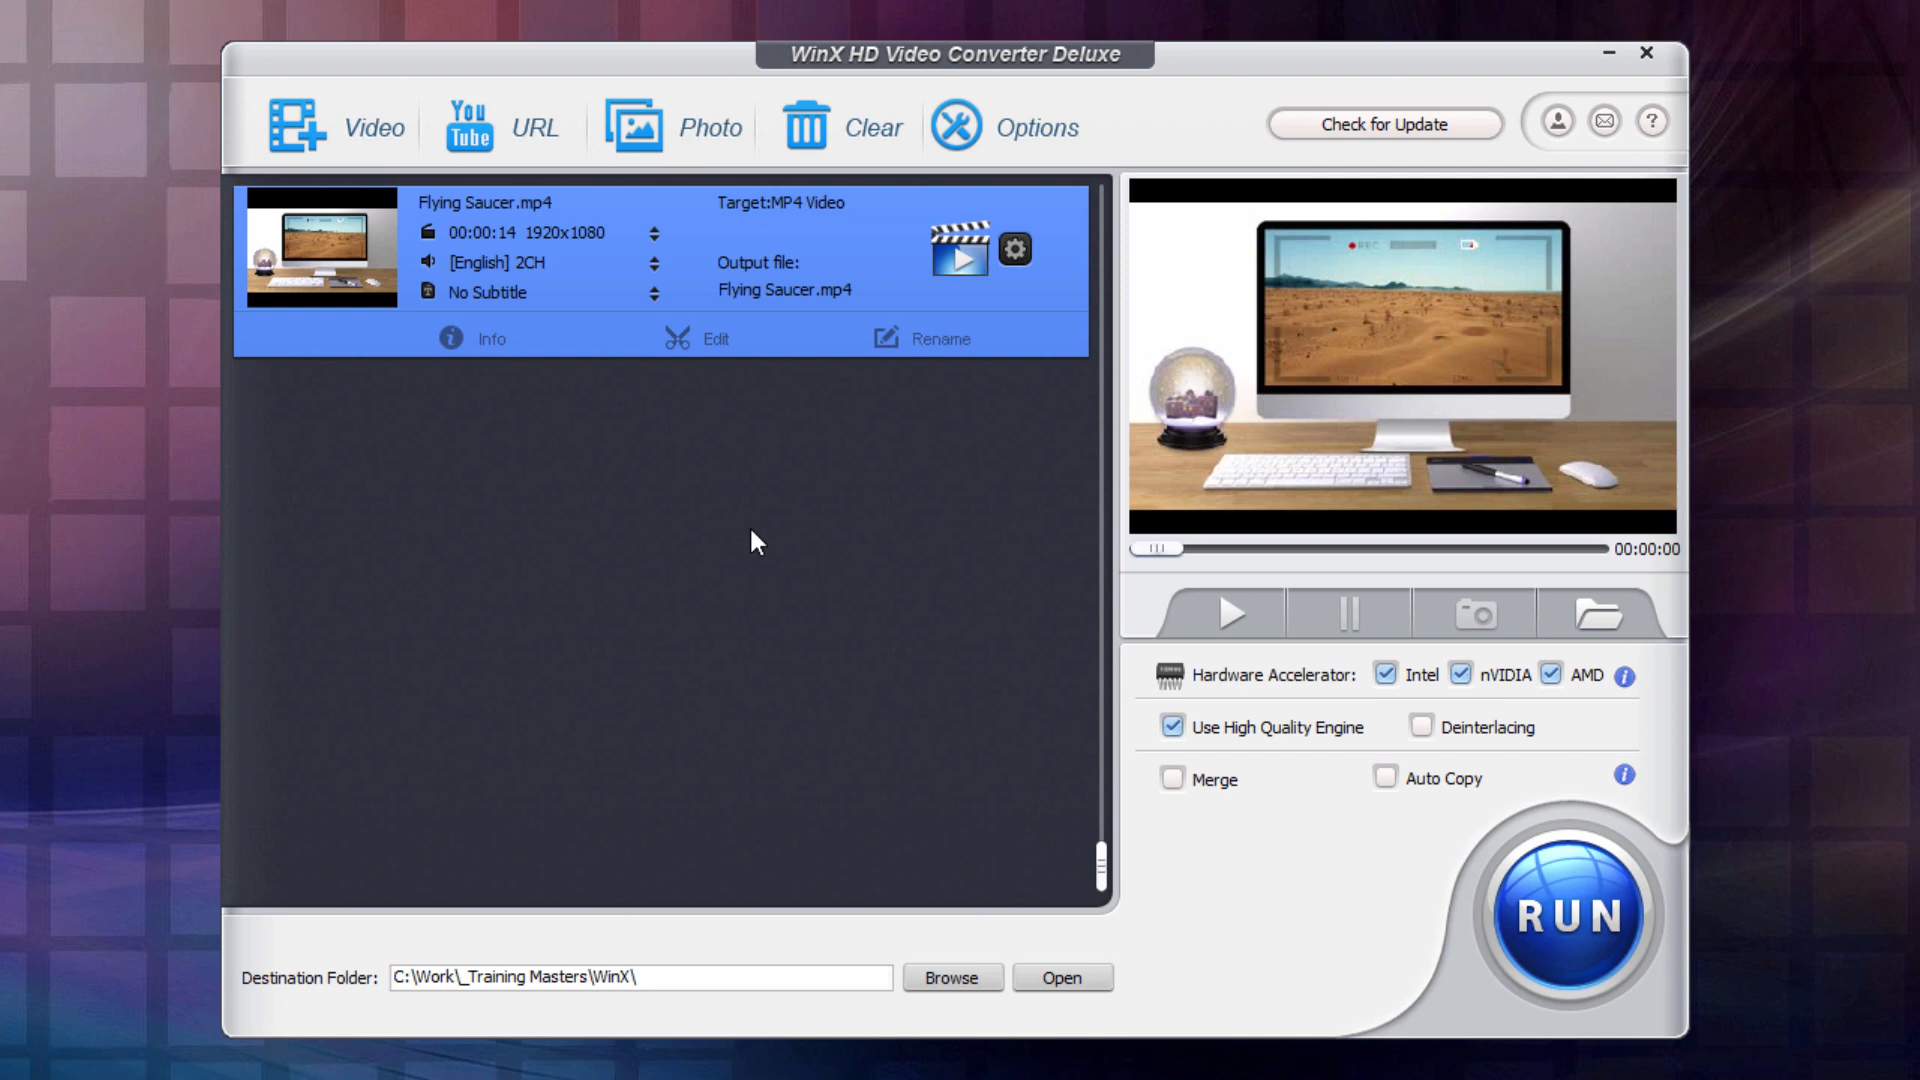 WinX HD Video Converter Deluxe
Video
You Tube URL
Photo
Clear
Options
Check for Update
?
Flying Saucer.mp4
00:00:14 1920x1080
[English] 2CH
No Subtitle
Target:MP4 Video
Output file:
Flying Saucer.mp4
Info
Edit
Rename
REC
00:00:00
Hardware Accelerator: Intel nVIDIA AMD
Use High Quality Engine Deinterlacing
Merge Auto Copy
RUN
Destination Folder: C:\Work\_Training Masters\WinX\ Browse Open